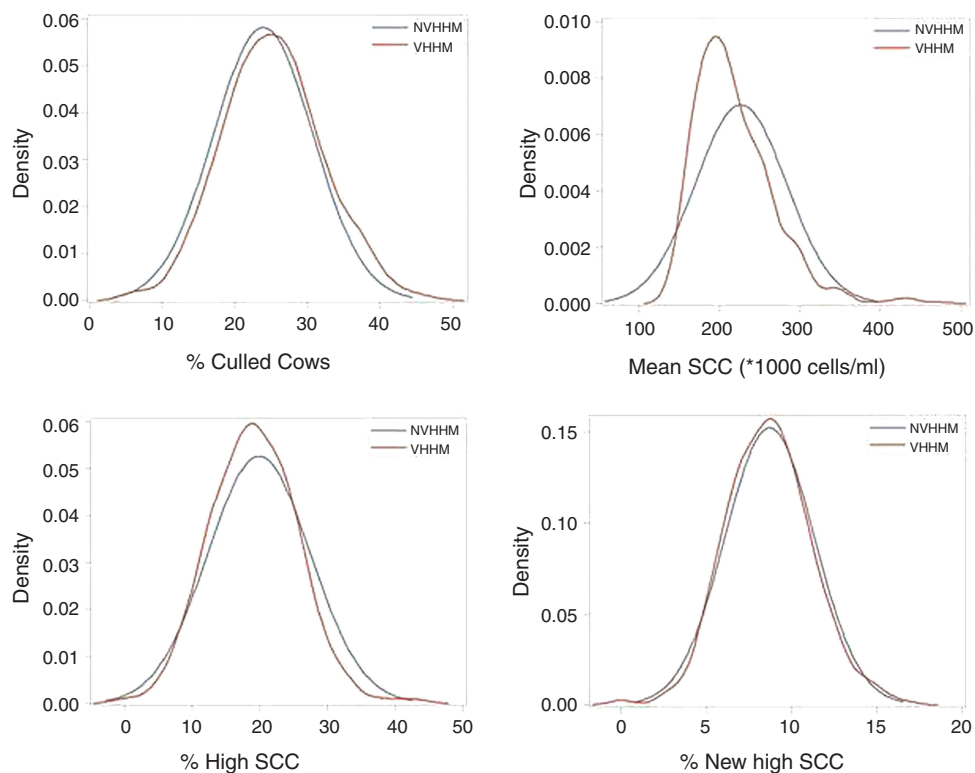 0.06
0.05
0.04
0.03
0.02
0.01
0.00
Density
NVHHM
VHHM
0 10 20 30 40 50
% Culled Cows
0.010
0.008
0.006
0.004
0.002
0.000
Density
NVHHM
VHHM
100 200 300 400 500
Mean SCC (*1000 cells/ml)
0.06
0.05
0.04
0.03
0.02
0.01
0.00
Density
NVHHM
VHHM
0 10 20 30 40 50
% High SCC
0.15
0.10
0.05
0.00
Density
NVHHM
VHHM
0 5 10 15 20
% New high SCC